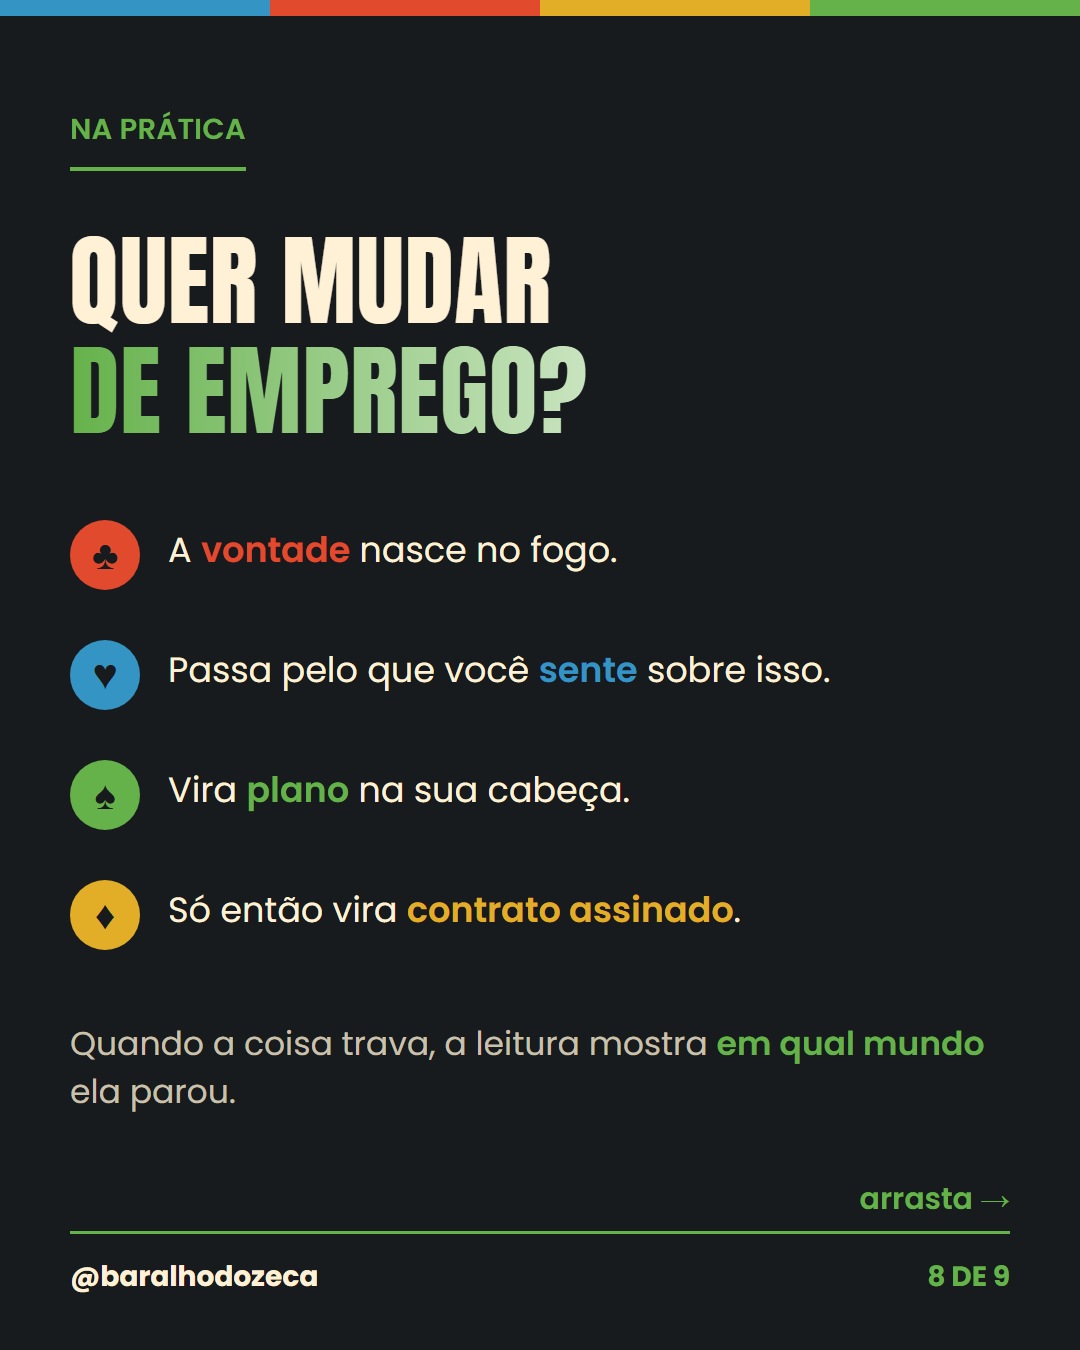 NA PRÁTICA
QUER MUDAR
DE EMPREGO?
♣ A vontade nasce no fogo.
♥ Passa pelo que você sente sobre isso.
♠ Vira plano na sua cabeça.
♦ Só então vira contrato assinado.
Quando a coisa trava, a leitura mostra em qual mundo
ela parou.
arrasta →
@baralhodozeca
8 DE 9